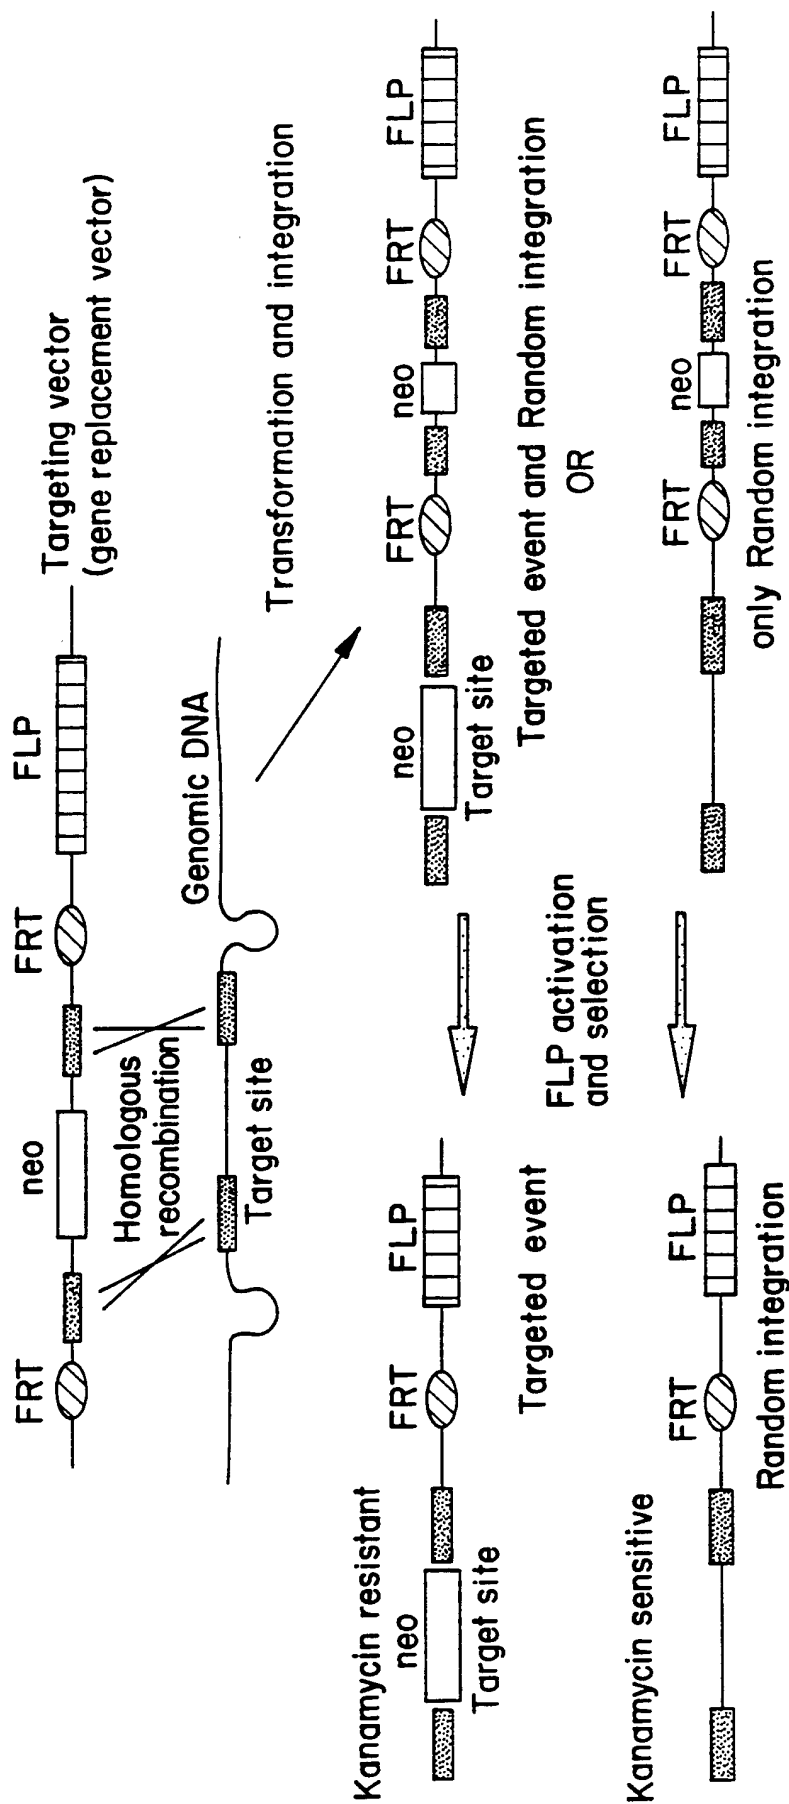 FRT
neo
FRT
FLP
Targeting vector
(gene replacement vector)
Homologous
recombination
Genomic DNA
Target site
Transformation and integration
Kanamycin resistant
neo
FRT
FLP
Target site
Targeted event
neo
FRT
neo
FRT
FLP
Target site
Targeted event and Random integration
FLP activation
and selection
OR
Kanamycin sensitive
FRT
FLP
Random integration
FRT
neo
FRT
FLP
only Random integration